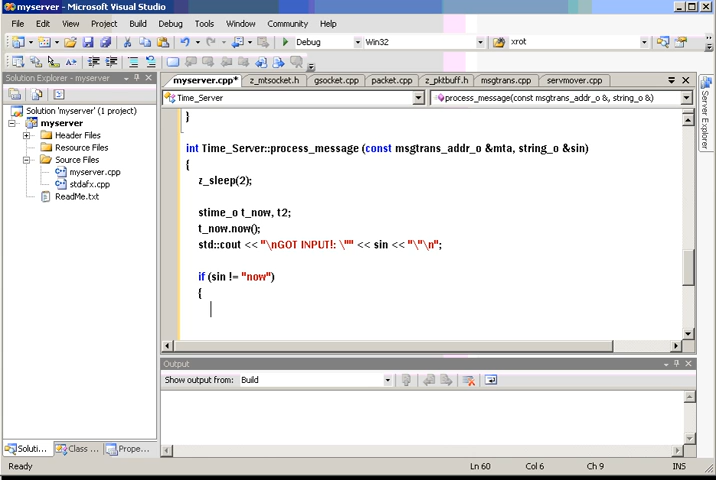 myserver - Microsoft Visual Studio
File Edit View Project Build Debug Tools Window Community Help
Debug Win32 xrot
Solution Explorer - myserver
myserver.cpp* z_mtsocket.h gsocket.cpp packet.cpp z_pktbuff.h msgtrans.cpp servmover.cpp
Time_Server process_message(const msgtrans_addr_o &, string_o &)
Solution 'myserver' (1 project)
myserver
Header Files
Resource Files
Source Files
myserver.cpp
stdafx.cpp
ReadMe.txt
}
int Time_Server::process_message (const msgtrans_addr_o &mta, string_o &sin)
{
z_sleep(2);
stime_o t_now, t2;
t_now.now();
std::cout << "\nGOT INPUT!: \"" << sin << "\"\n";
if (sin != "now")
{
Server Explorer
Output
Show output from: Build
Soluti... Class ... Prope...
Ready Ln 60 Col 6 Ch 9 INS